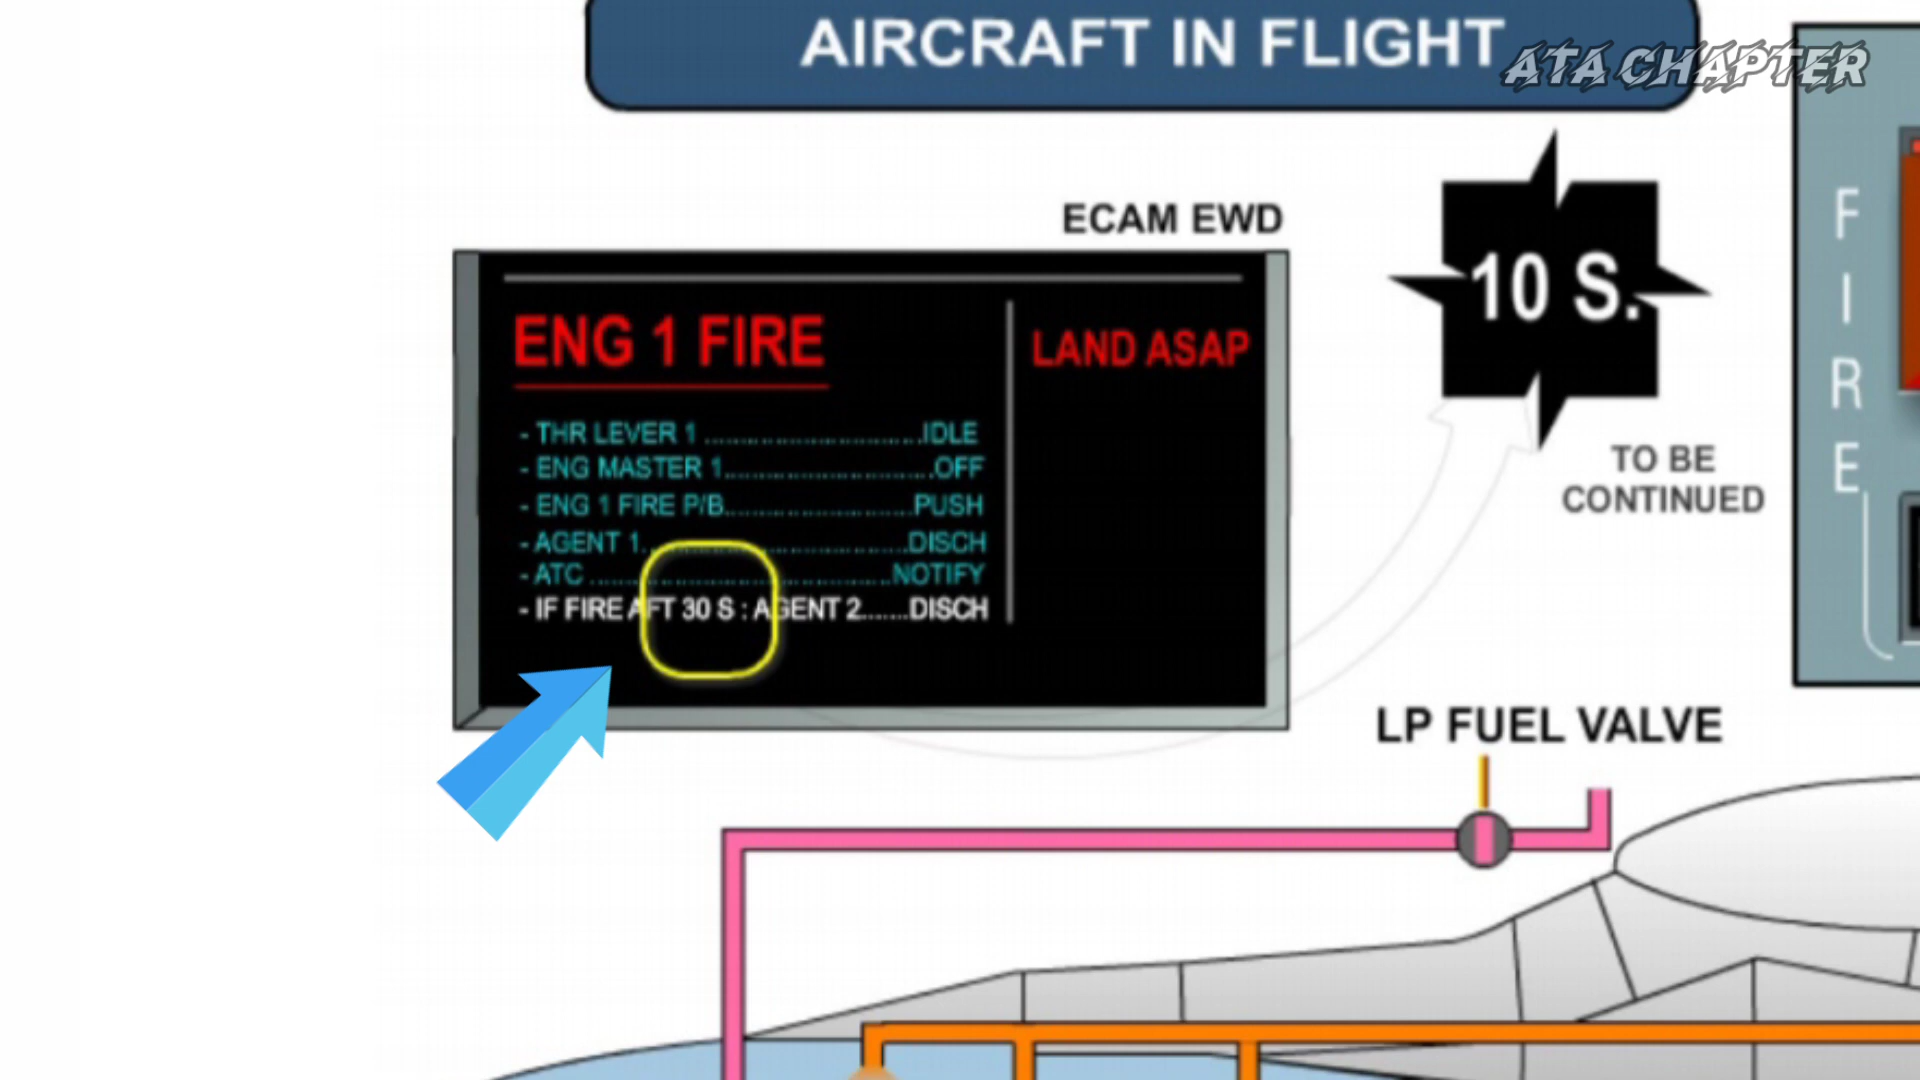 AIRCRAFT IN FLIGHT
ATA CHAPTER
ECAM EWD
10 S.
ENG 1 FIRE
LAND ASAP
- THR LEVER 1 ................................IDLE
- ENG MASTER 1...............................OFF
- ENG 1 FIRE P/B...........................PUSH
- AGENT 1.....................................DISCH
- ATC ..........................................NOTIFY
- IF FIRE AFT 30 S : AGENT 2.......DISCH
TO BE
CONTINUED
FIRE
LP FUEL VALVE